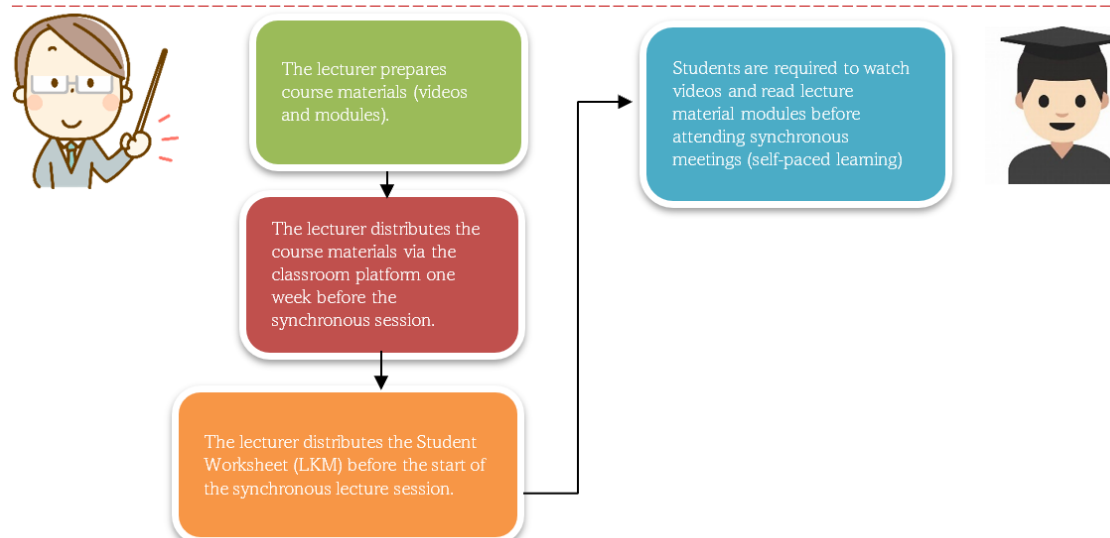 The lecturer prepares
course materials (videos
and modules).
The lecturer distributes the
course materials via the
classroom platform one
week before the
synchronous session.
The lecturer distributes the Student
Worksheet (LKM) before the start of
the synchronous lecture session.
Students are required to watch
videos and read lecture
material modules before
attending synchronous
meetings (self-paced learning)